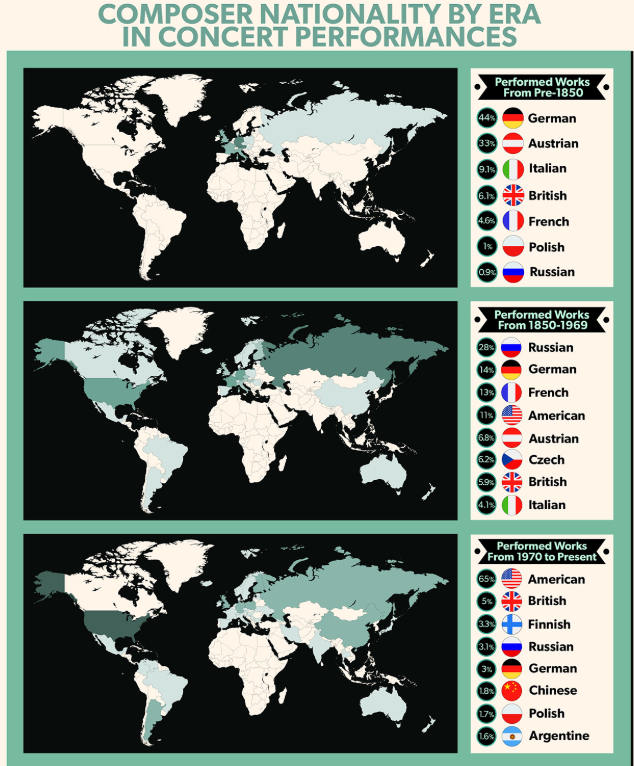 COMPOSER NATIONALITY BY ERA
IN CONCERT PERFORMANCES
Performed Works
From Pre-1850
44% German
33% Austrian
9.1% Italian
6.1% British
4.6% French
1% Polish
0.9% Russian
Performed Works
From 1850-1969
28% Russian
14% German
13% French
11% American
6.8% Austrian
6.2% Czech
5.9% British
4.1% Italian
Performed Works
From 1970 to Present
65% American
5% British
3.3% Finnish
3.1% Russian
3% German
1.8% Chinese
1.7% Polish
1.6% Argentine